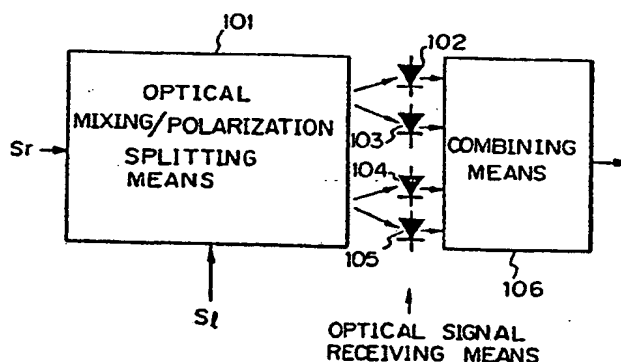 101
102
OPTICAL
MIXING/POLARIZATION
SPLITTING
MEANS
Sr
103
COMBINING
MEANS
104
105
106
Sl
OPTICAL SIGNAL
RECEIVING MEANS